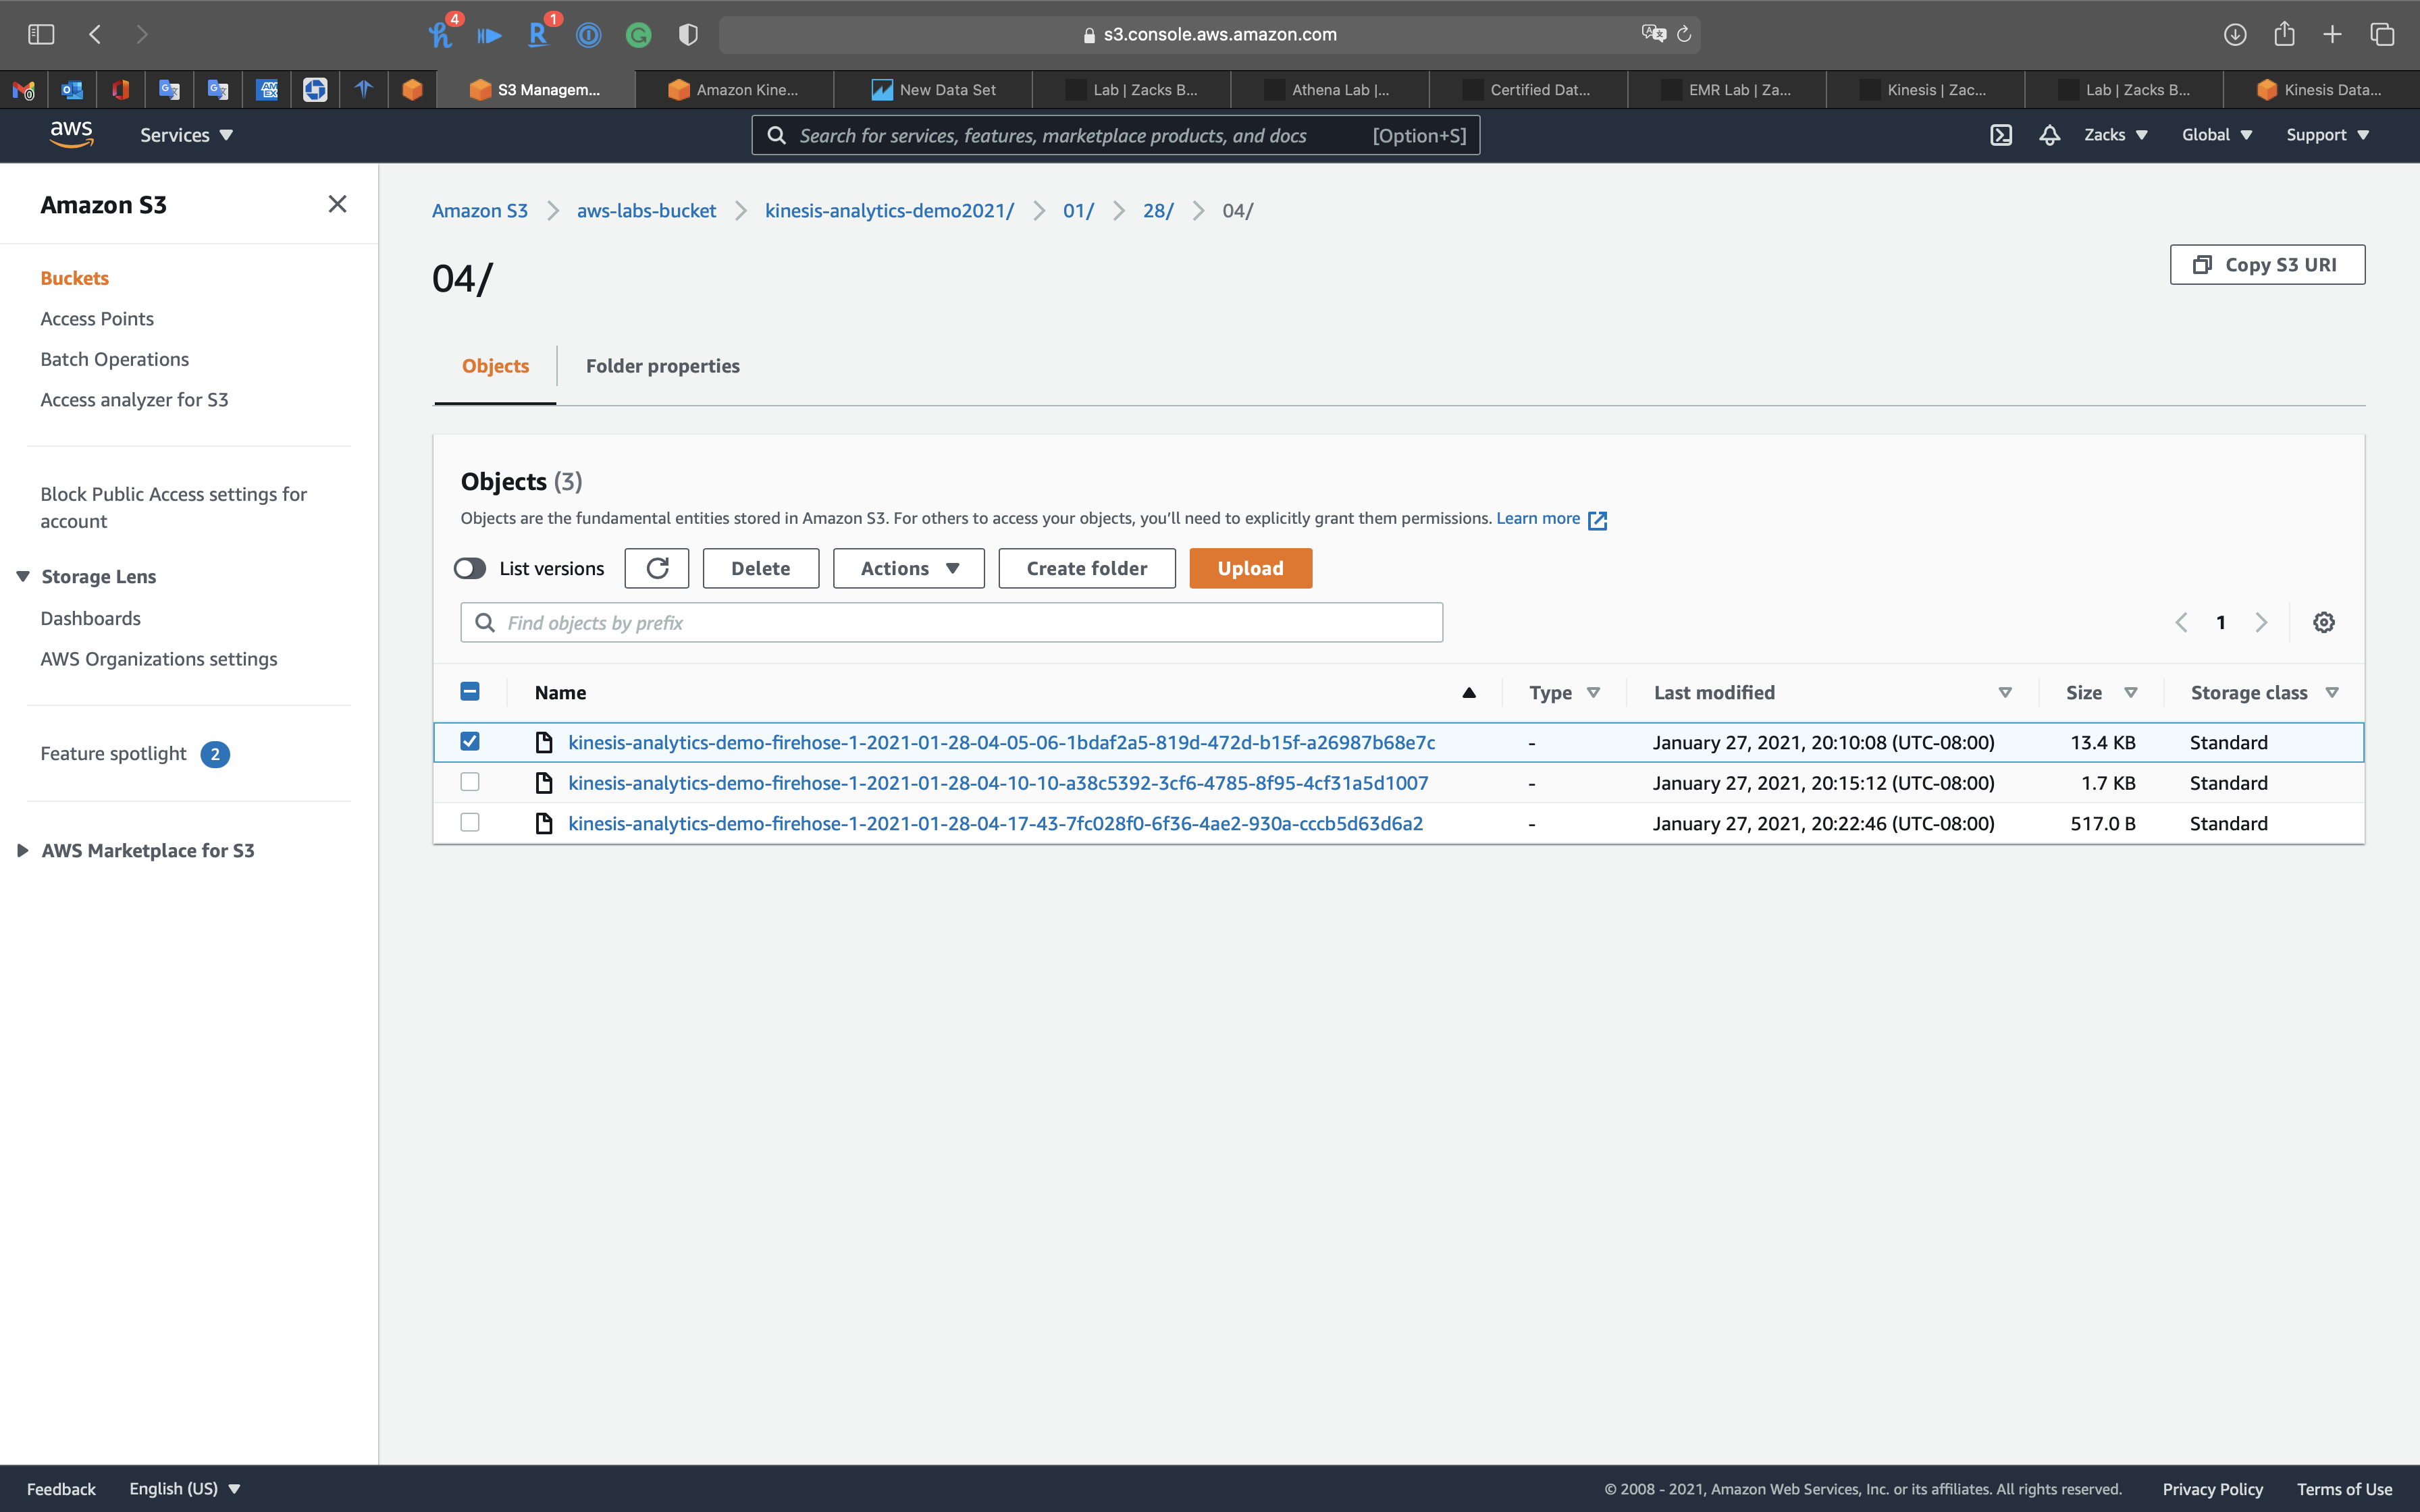 4
1
s3.console.aws.amazon.com
S3 Managem...
Amazon Kine...
New Data Set
Lab | Zacks B...
Athena Lab |...
Certified Dat...
EMR Lab | Za...
Kinesis | Zac...
Lab | Zacks B...
Kinesis Data...
aws
Services
Search for services, features, marketplace products, and docs
[Option+S]
Zacks
Global
Support
Amazon S3
Buckets
Access Points
Batch Operations
Access analyzer for S3
Block Public Access settings for
account
Storage Lens
Dashboards
AWS Organizations settings
Feature spotlight 2
AWS Marketplace for S3
Amazon S3 > aws-labs-bucket > kinesis-analytics-demo2021/ > 01/ > 28/ > 04/
04/
Copy S3 URI
Objects
Folder properties
Objects (3)
Objects are the fundamental entities stored in Amazon S3. For others to access your objects, you’ll need to explicitly grant them permissions. Learn more
List versions
Delete
Actions
Create folder
Upload
Find objects by prefix
1
Name Type Last modified Size Storage class
kinesis-analytics-demo-firehose-1-2021-01-28-04-05-06-1bdaf2a5-819d-472d-b15f-a26987b68e7c - January 27, 2021, 20:10:08 (UTC-08:00) 13.4 KB Standard
kinesis-analytics-demo-firehose-1-2021-01-28-04-10-10-a38c5392-3cf6-4785-8f95-4cf31a5d1007 - January 27, 2021, 20:15:12 (UTC-08:00) 1.7 KB Standard
kinesis-analytics-demo-firehose-1-2021-01-28-04-17-43-7fc028f0-6f36-4ae2-930a-cccb5d63d6a2 - January 27, 2021, 20:22:46 (UTC-08:00) 517.0 B Standard
Feedback
English (US)
© 2008 - 2021, Amazon Web Services, Inc. or its affiliates. All rights reserved.
Privacy Policy
Terms of Use